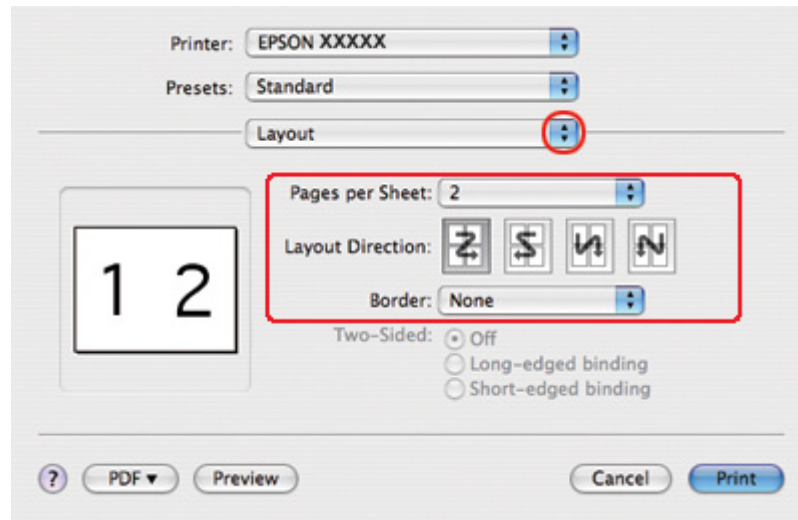 Printer: EPSON XXXXX
Presets: Standard
Layout
Pages per Sheet: 2
Layout Direction:
Border: None
1 2
Two-Sided: Off
Long-edged binding
Short-edged binding
? PDF▼ Preview Cancel Print